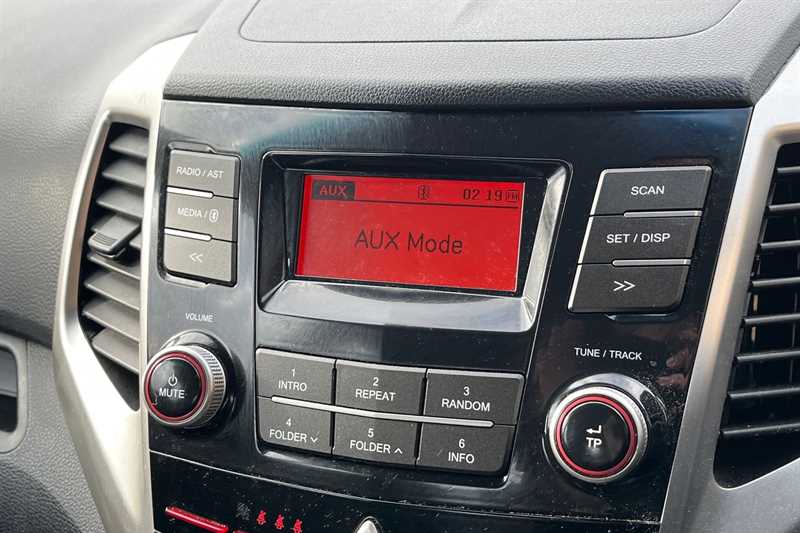 RADIO / AST
MEDIA /
<<
VOLUME
MUTE
AUX 02:19 PM
AUX Mode
SCAN
SET / DISP
>>
TUNE / TRACK
TP
1
INTRO
2
REPEAT
3
RANDOM
4
FOLDER
5
FOLDER
6
INFO